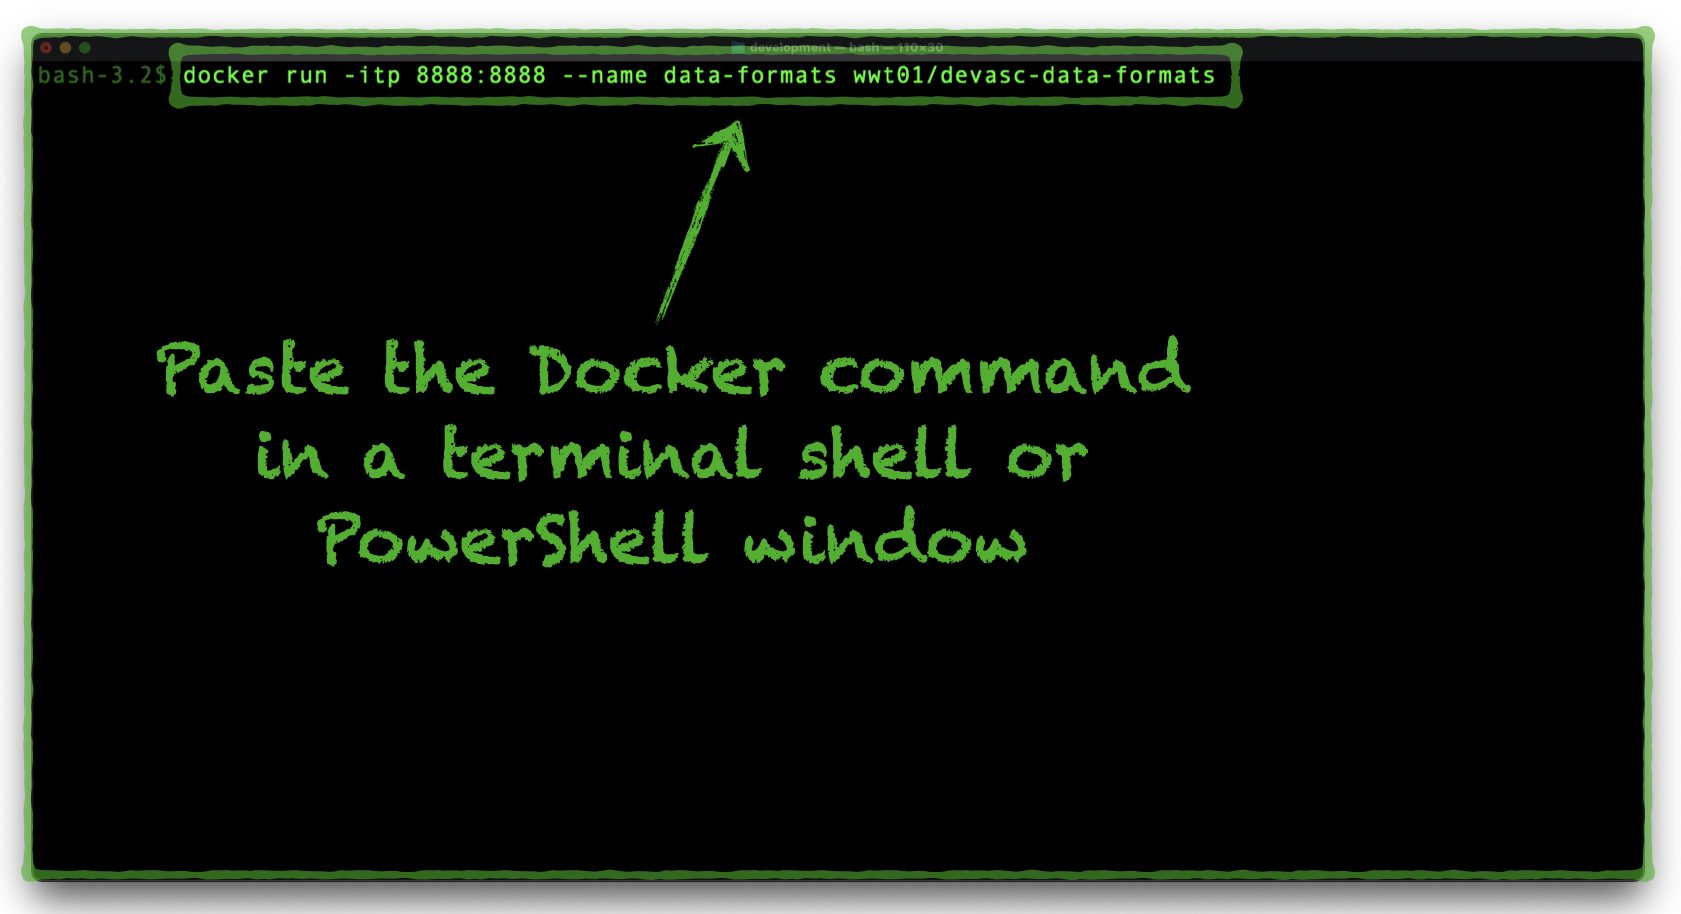 development — bash — 110×30
bash-3.2$ docker run -itp 8888:8888 --name data-formats wwt01/devasc-data-formats
Paste the Docker command
in a terminal shell or
PowerShell window